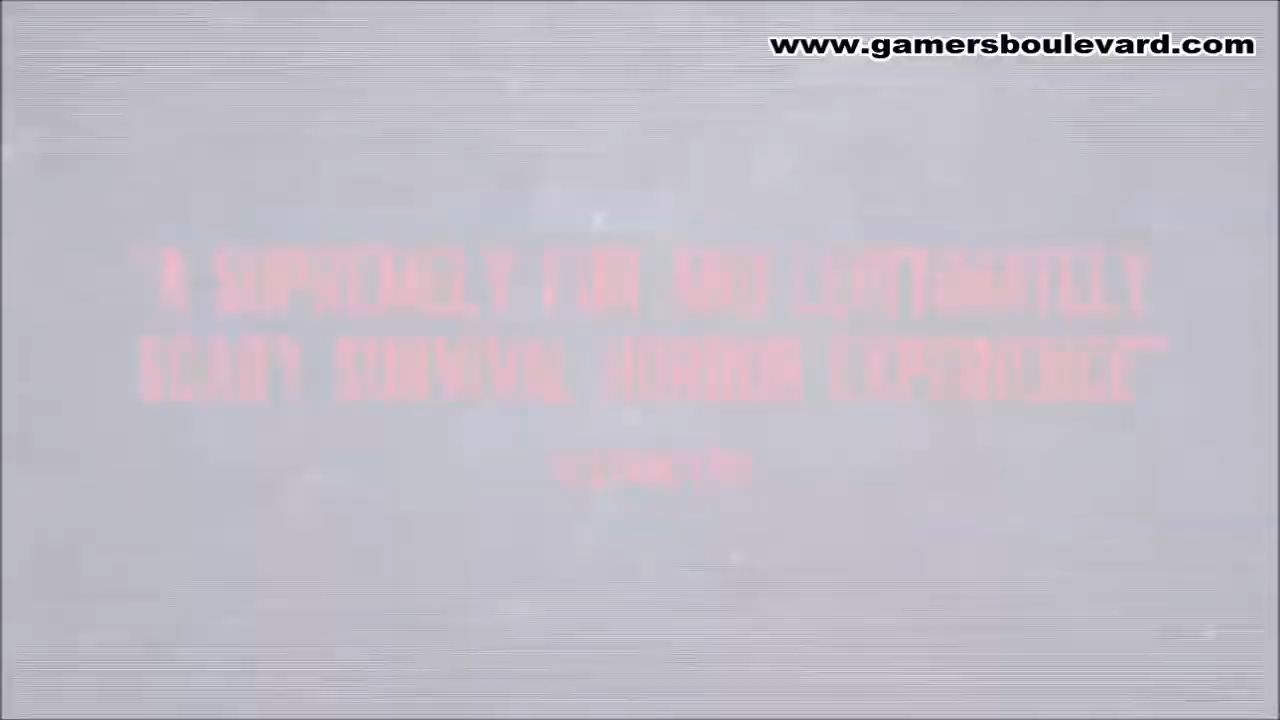 www.gamersboulevard.com
"A SUPREMELY FUN AND LEGITIMATELY
SCARY SURVIVAL HORROR EXPERIENCE"